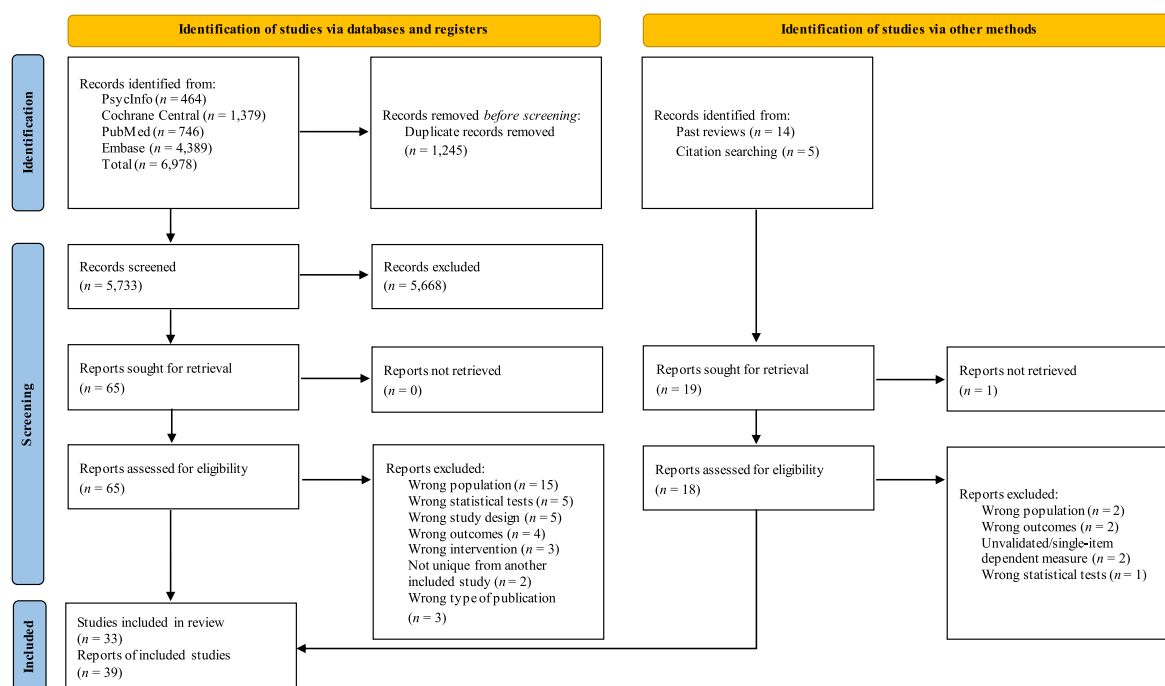 Identification of studies via databases and registers
Identification of studies via other methods
Identification
Records identified from:
PsycInfo (n = 464)
Cochrane Central (n = 1,379)
PubMed (n = 746)
Embase (n = 4,389)
Total (n = 6,978)
Records removed before screening:
Duplicate records removed
(n = 1,245)
Records identified from:
Past reviews (n = 14)
Citation searching (n = 5)
Screening
Records screened
(n = 5,733)
Records excluded
(n = 5,668)
Reports sought for retrieval
(n = 65)
Reports not retrieved
(n = 0)
Reports sought for retrieval
(n = 19)
Reports not retrieved
(n = 1)
Reports assessed for eligibility
(n = 65)
Reports excluded:
Wrong population (n = 15)
Wrong statistical tests (n = 5)
Wrong study design (n = 5)
Wrong outcomes (n = 4)
Wrong intervention (n = 3)
Not unique from another
included study (n = 2)
Wrong type of publication
(n = 3)
Reports assessed for eligibility
(n = 18)
Reports excluded:
Wrong population (n = 2)
Wrong outcomes (n = 2)
Unvalidated/single-item
dependent measure (n = 2)
Wrong statistical tests (n = 1)
Included
Studies included in review
(n = 33)
Reports of included studies
(n = 39)